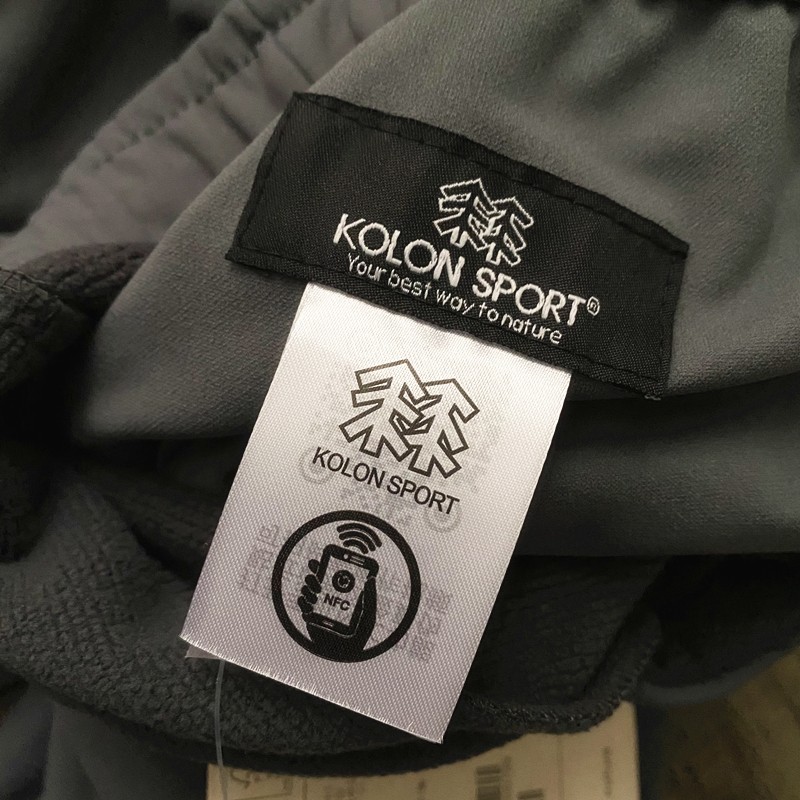 KOLON SPORT®
Your best way to nature
KOLON SPORT
NFC